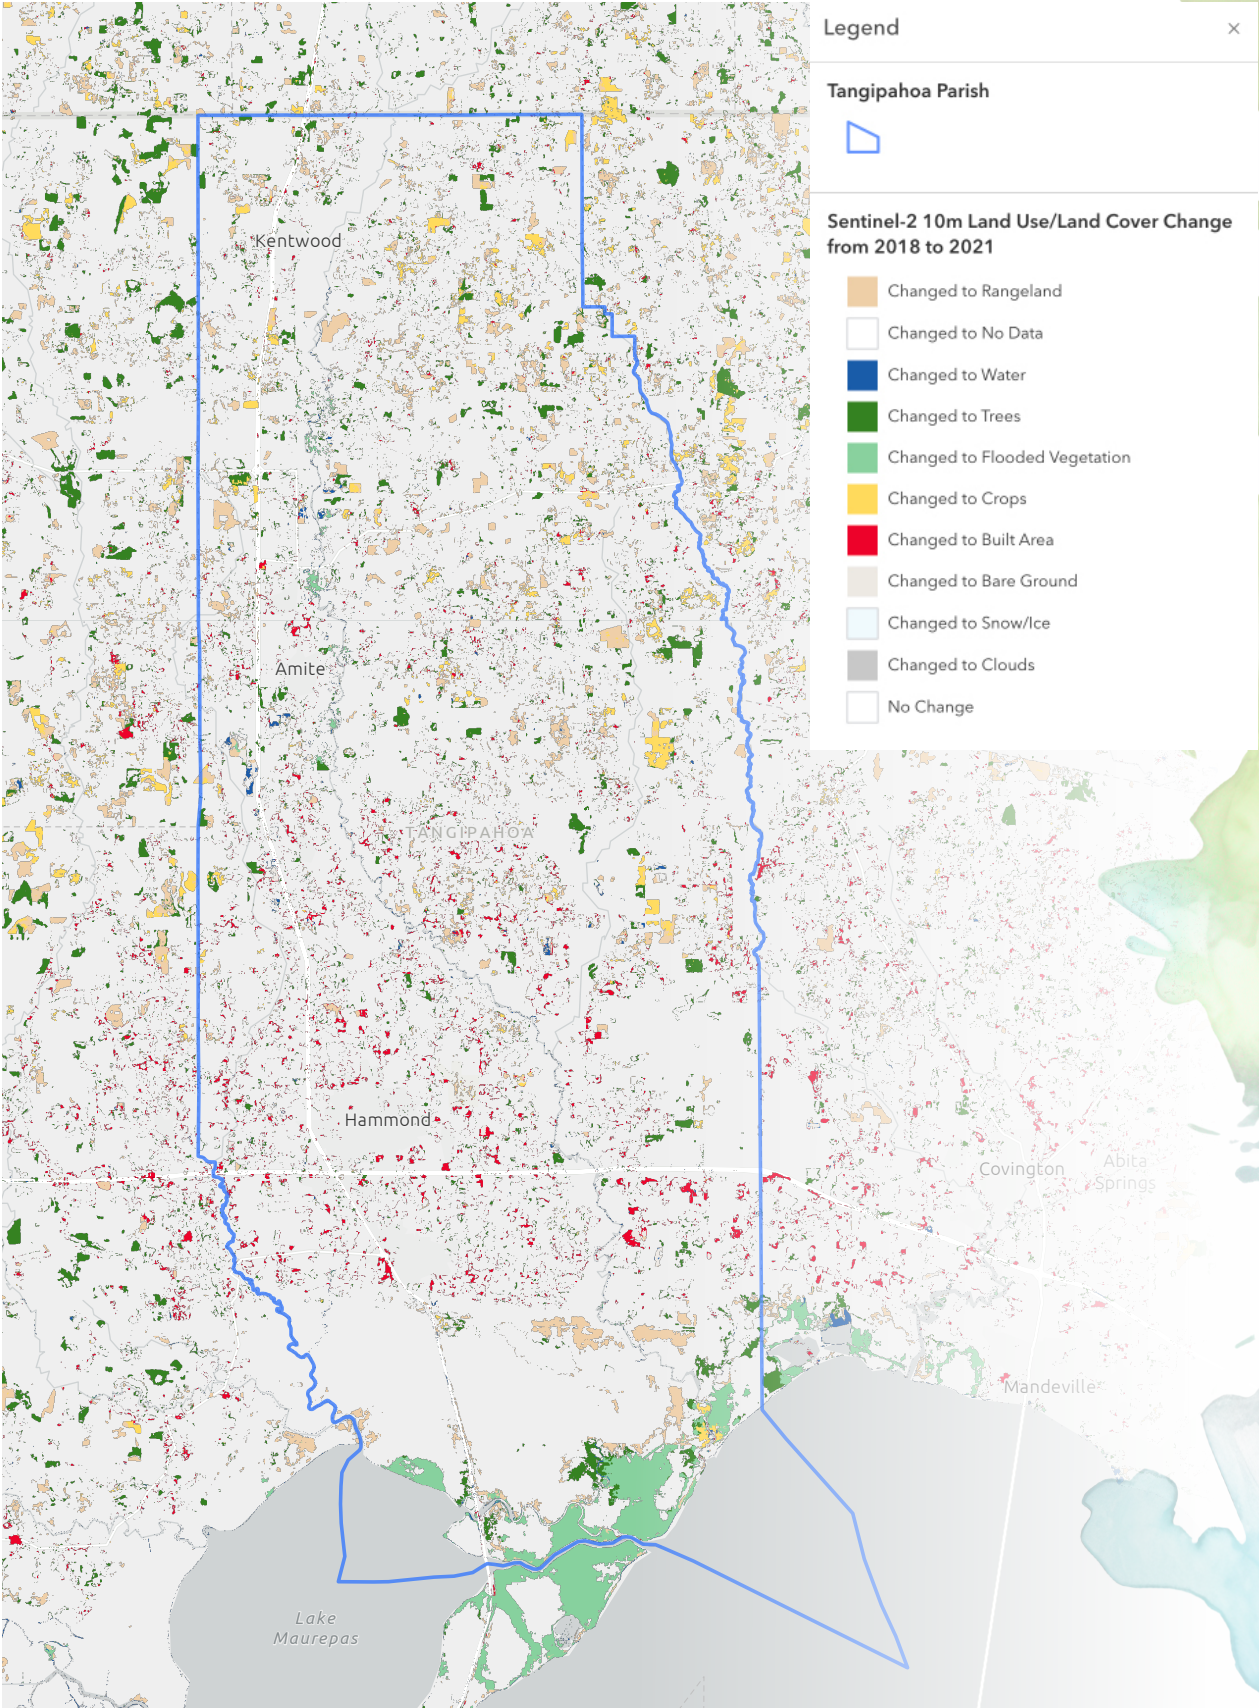 Legend
Tangipahoa Parish
Sentinel-2 10m Land Use/Land Cover Change
from 2018 to 2021
Changed to Rangeland
Changed to No Data
Changed to Water
Changed to Trees
Changed to Flooded Vegetation
Changed to Crops
Changed to Built Area
Changed to Bare Ground
Changed to Snow/Ice
Changed to Clouds
No Change
Kentwood
Amite
TANGIPAHOA
Hammond
Covington
Abita
Springs
Mandeville
Lake
Maurepas